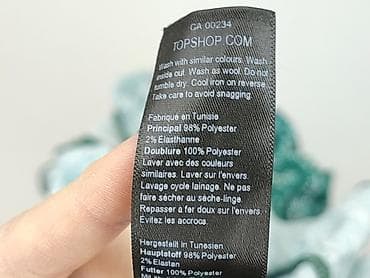 CA 00234
TOPSHOP.COM
Wash with similar colours. Wash
inside out. Wash as wool. Do not
tumble dry. Cool iron on reverse.
Take care to avoid snagging.
Fabriqué en Tunisie
Principal 98% Polyester
2% Elasthanne
Doublure 100% Polyester
Laver avec des couleurs
similaires. Laver sur l'envers.
Lavage cycle lainage. Ne pas
faire sécher au sèche-linge.
Repasser à fer doux sur l'envers.
Evitez les accrocs.
Hergestellt in Tunesien
Hauptstoff 98% Polyester
2% Elastan
Futter 100% Polyester